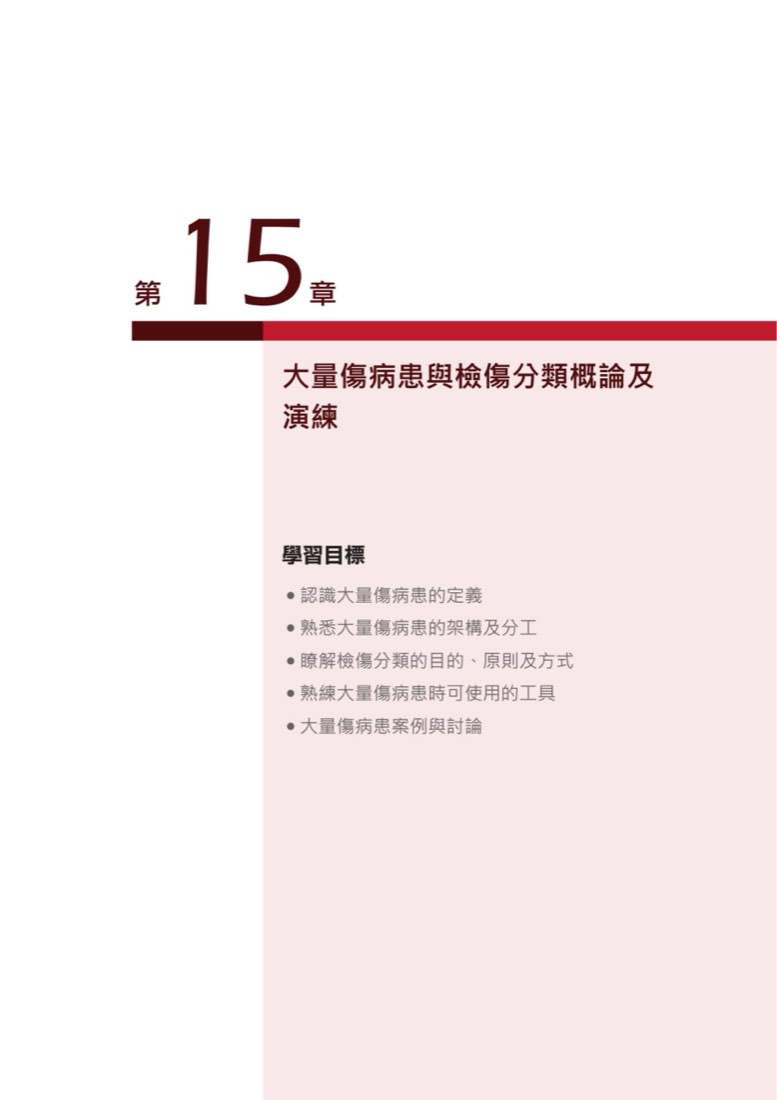 第15章
大量傷病患與檢傷分類概論及
演練
學習目標
●認識大量傷病患的定義
●熟悉大量傷病患的架構及分工
●瞭解檢傷分類的目的、原則及方式
●熟練大量傷病患時可使用的工具
●大量傷病患案例與討論